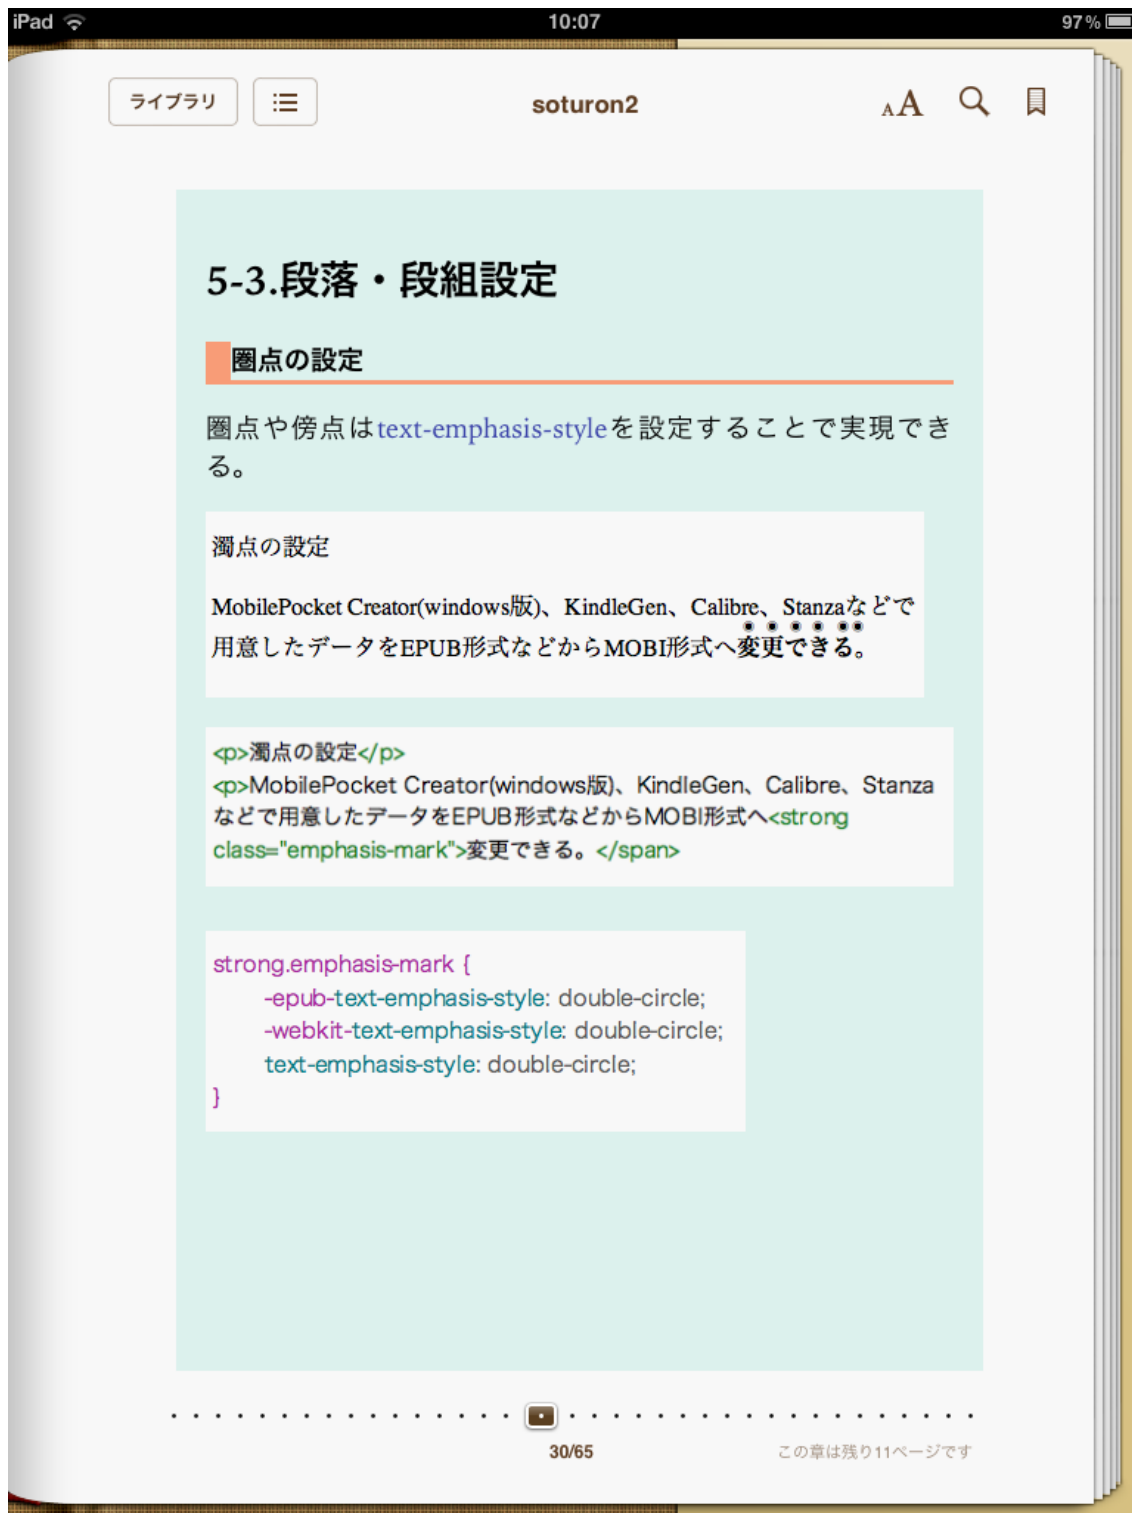 iPad 10:07 97%
ライブラリ soturon2 AA
5-3.段落・段組設定
圏点の設定
圏点や傍点はtext-emphasis-styleを設定することで実現でき
る。
濁点の設定
MobilePocket Creator(windows版)、KindleGen、Calibre、Stanzaなどで
用意したデータをEPUB形式などからMOBI形式へ変更できる。
<p>濁点の設定</p>
<p>MobilePocket Creator(windows版)、KindleGen、Calibre、Stanza
などで用意したデータをEPUB形式などからMOBI形式へ<strong
class="emphasis-mark">変更できる。</span>
strong.emphasis-mark {
-epub-text-emphasis-style: double-circle;
-webkit-text-emphasis-style: double-circle;
text-emphasis-style: double-circle;
}
30/65 この章は残り11ページです